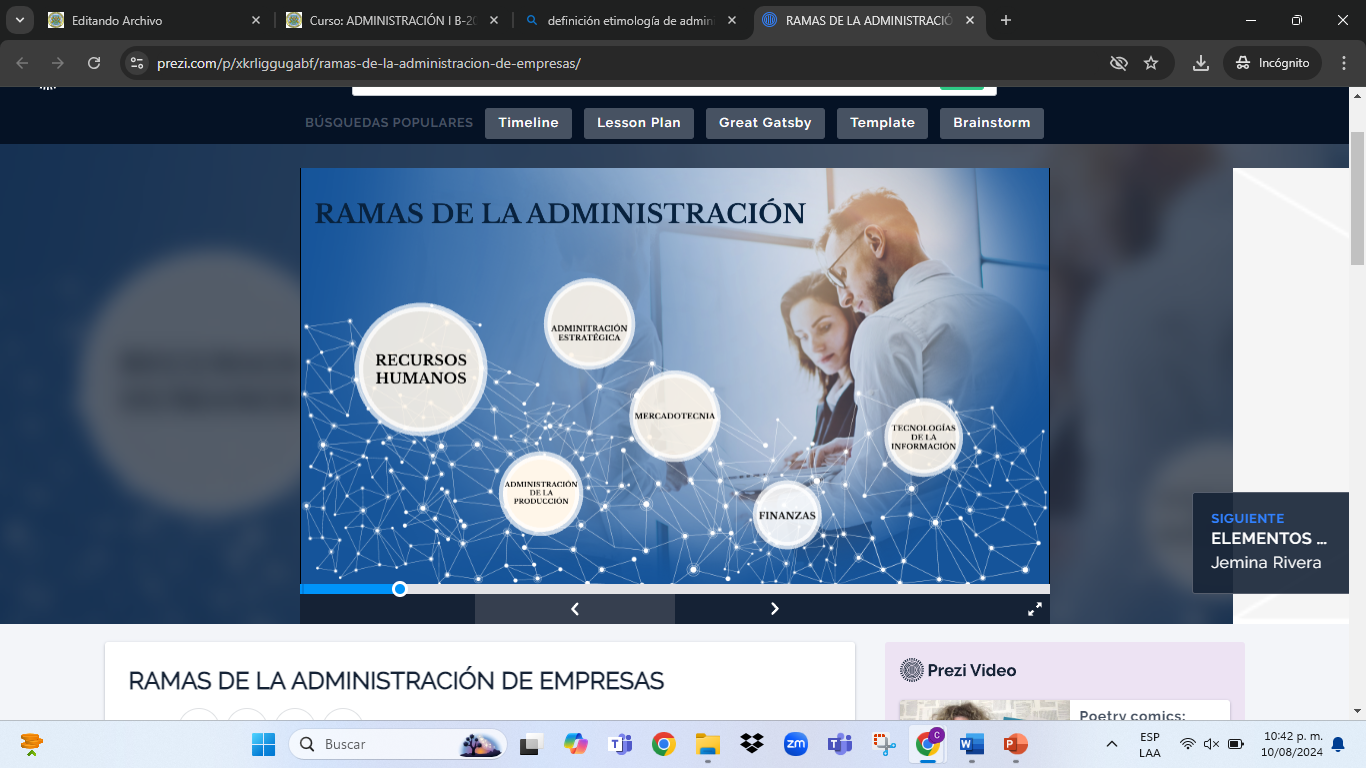 Editando Archivo
Curso: ADMINISTRACIÓN I B-20
definición etimología de admin
RAMAS DE LA ADMINISTRACIÓ
prezi.com/p/xkrliggugabf/ramas-de-la-administracion-de-empresas/
Incógnito
BÚSQUEDAS POPULARES
Timeline
Lesson Plan
Great Gatsby
Template
Brainstorm
RAMAS DE LA ADMINISTRACIÓN
RECURSOS
HUMANOS
ADMINITRACIÓN
ESTRATÉGICA
MERCADOTECNIA
TECNOLOGÍAS
DE LA
INFORMACIÓN
ADMINISTRACIÓN
DE LA
PRODUCCIÓN
FINANZAS
SIGUIENTE
ELEMENTOS ...
Jemina Rivera
RAMAS DE LA ADMINISTRACIÓN DE EMPRESAS
Prezi Video
Poetry comics:
Buscar
zm
C
W
P
ESP
LAA
10:42 p. m.
10/08/2024